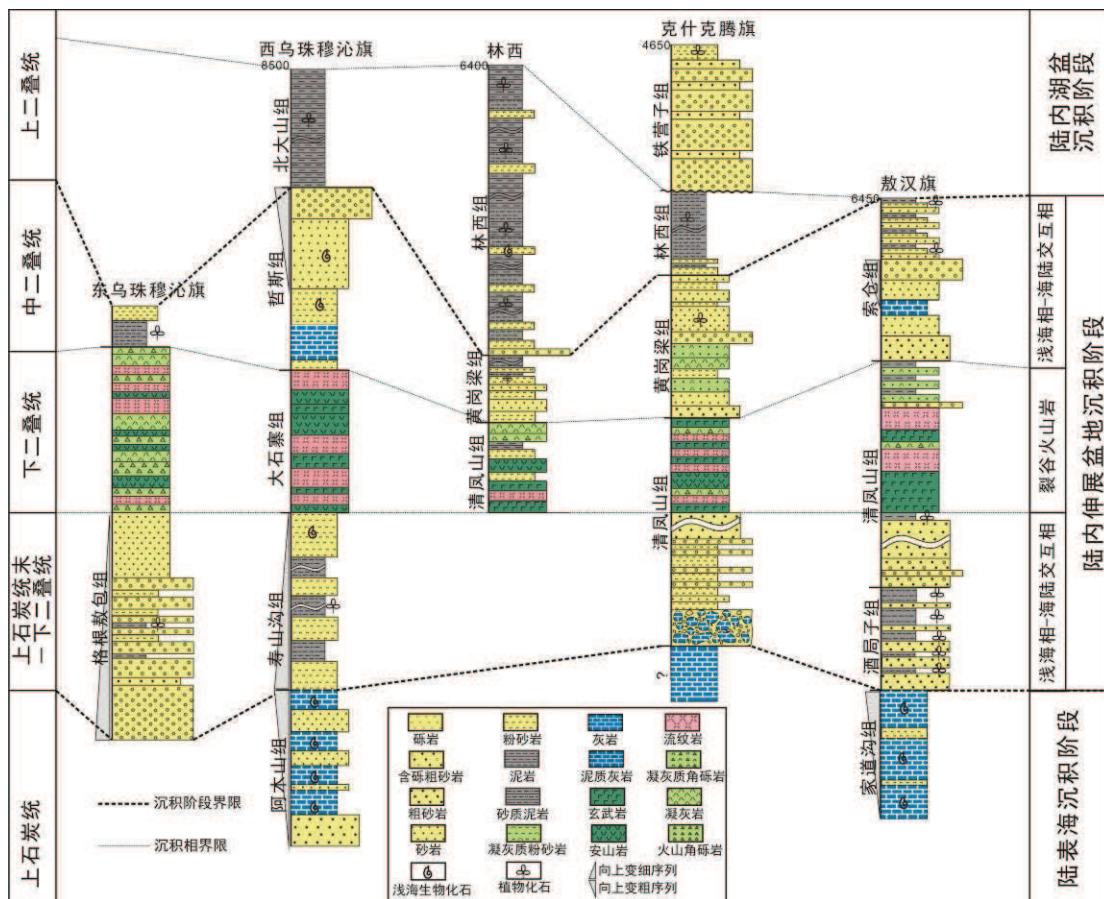 上二叠统
中二叠统
下二叠统
上石炭统末
一下二叠统
上石炭统
东乌珠穆沁旗
格根敖包组
西乌珠穆沁旗
8500
北大山组
哲斯组
大石寨组
寿山沟组
阿木山组
林西
6400
林西组
黄岗梁组
清凤山组
克什克腾旗
4650
铁营子组
林西组
黄岗梁组
清凤山组
?
敖汉旗
6450
索仓组
清凤山组
酒局子组
家道沟组
陆内湖盆
沉积阶段
浅海相-海陆交互相
裂谷火山岩
浅海相-海陆交互相
陆内伸展盆地沉积阶段
陆表海沉积阶段
沉积阶段界限
沉积相界限
砾岩
粉砂岩
灰岩
流纹岩
含砾粗砂岩
泥岩
泥质灰岩
凝灰质角砾岩
粗砂岩
砂质泥岩
玄武岩
凝灰岩
砂岩
凝灰质粉砂岩
安山岩
火山角砾岩
浅海生物化石
植物化石
向上变细序列
向上变粗序列